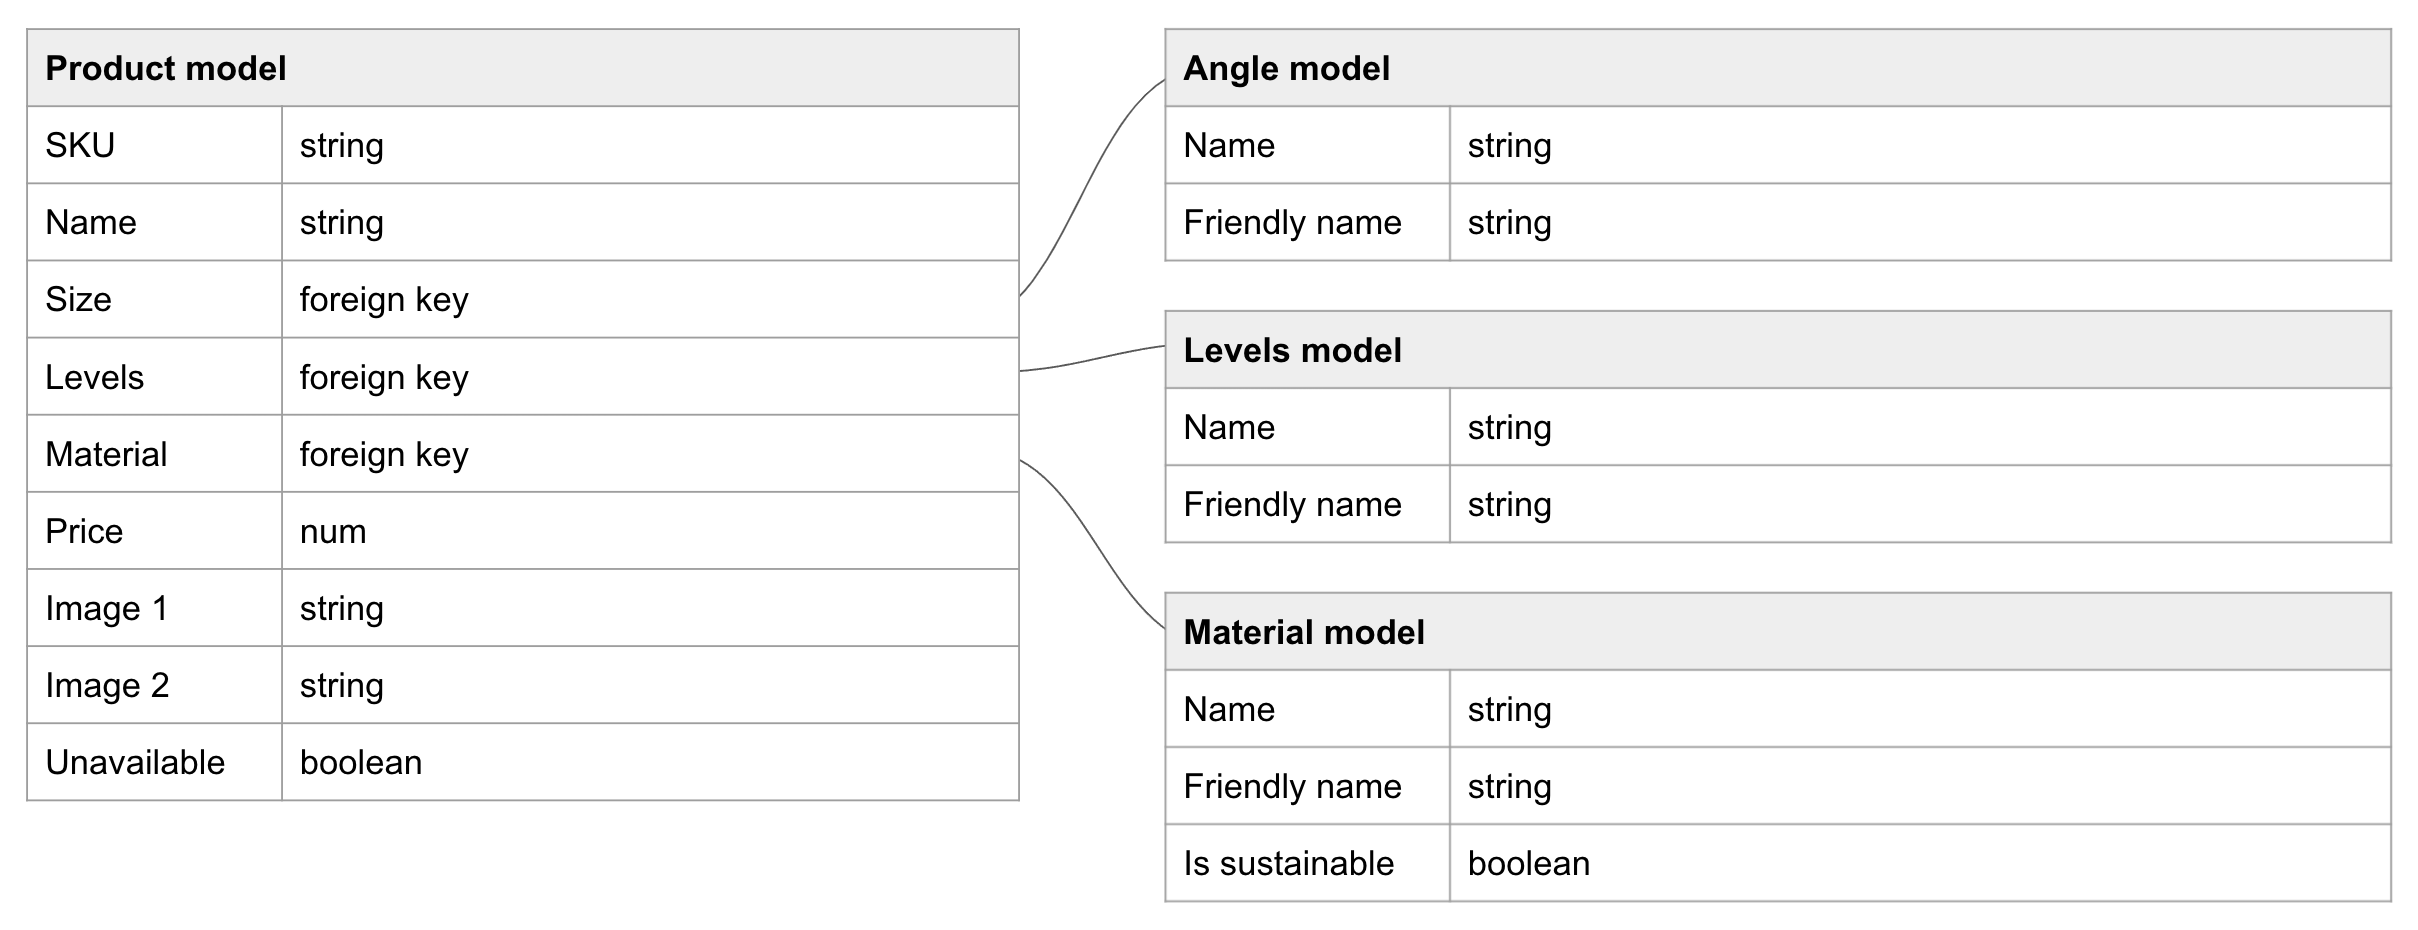 Product model
SKU string
Name string
Size foreign key
Levels foreign key
Material foreign key
Price num
Image 1 string
Image 2 string
Unavailable boolean
Angle model
Name string
Friendly name string
Levels model
Name string
Friendly name string
Material model
Name string
Friendly name string
Is sustainable boolean